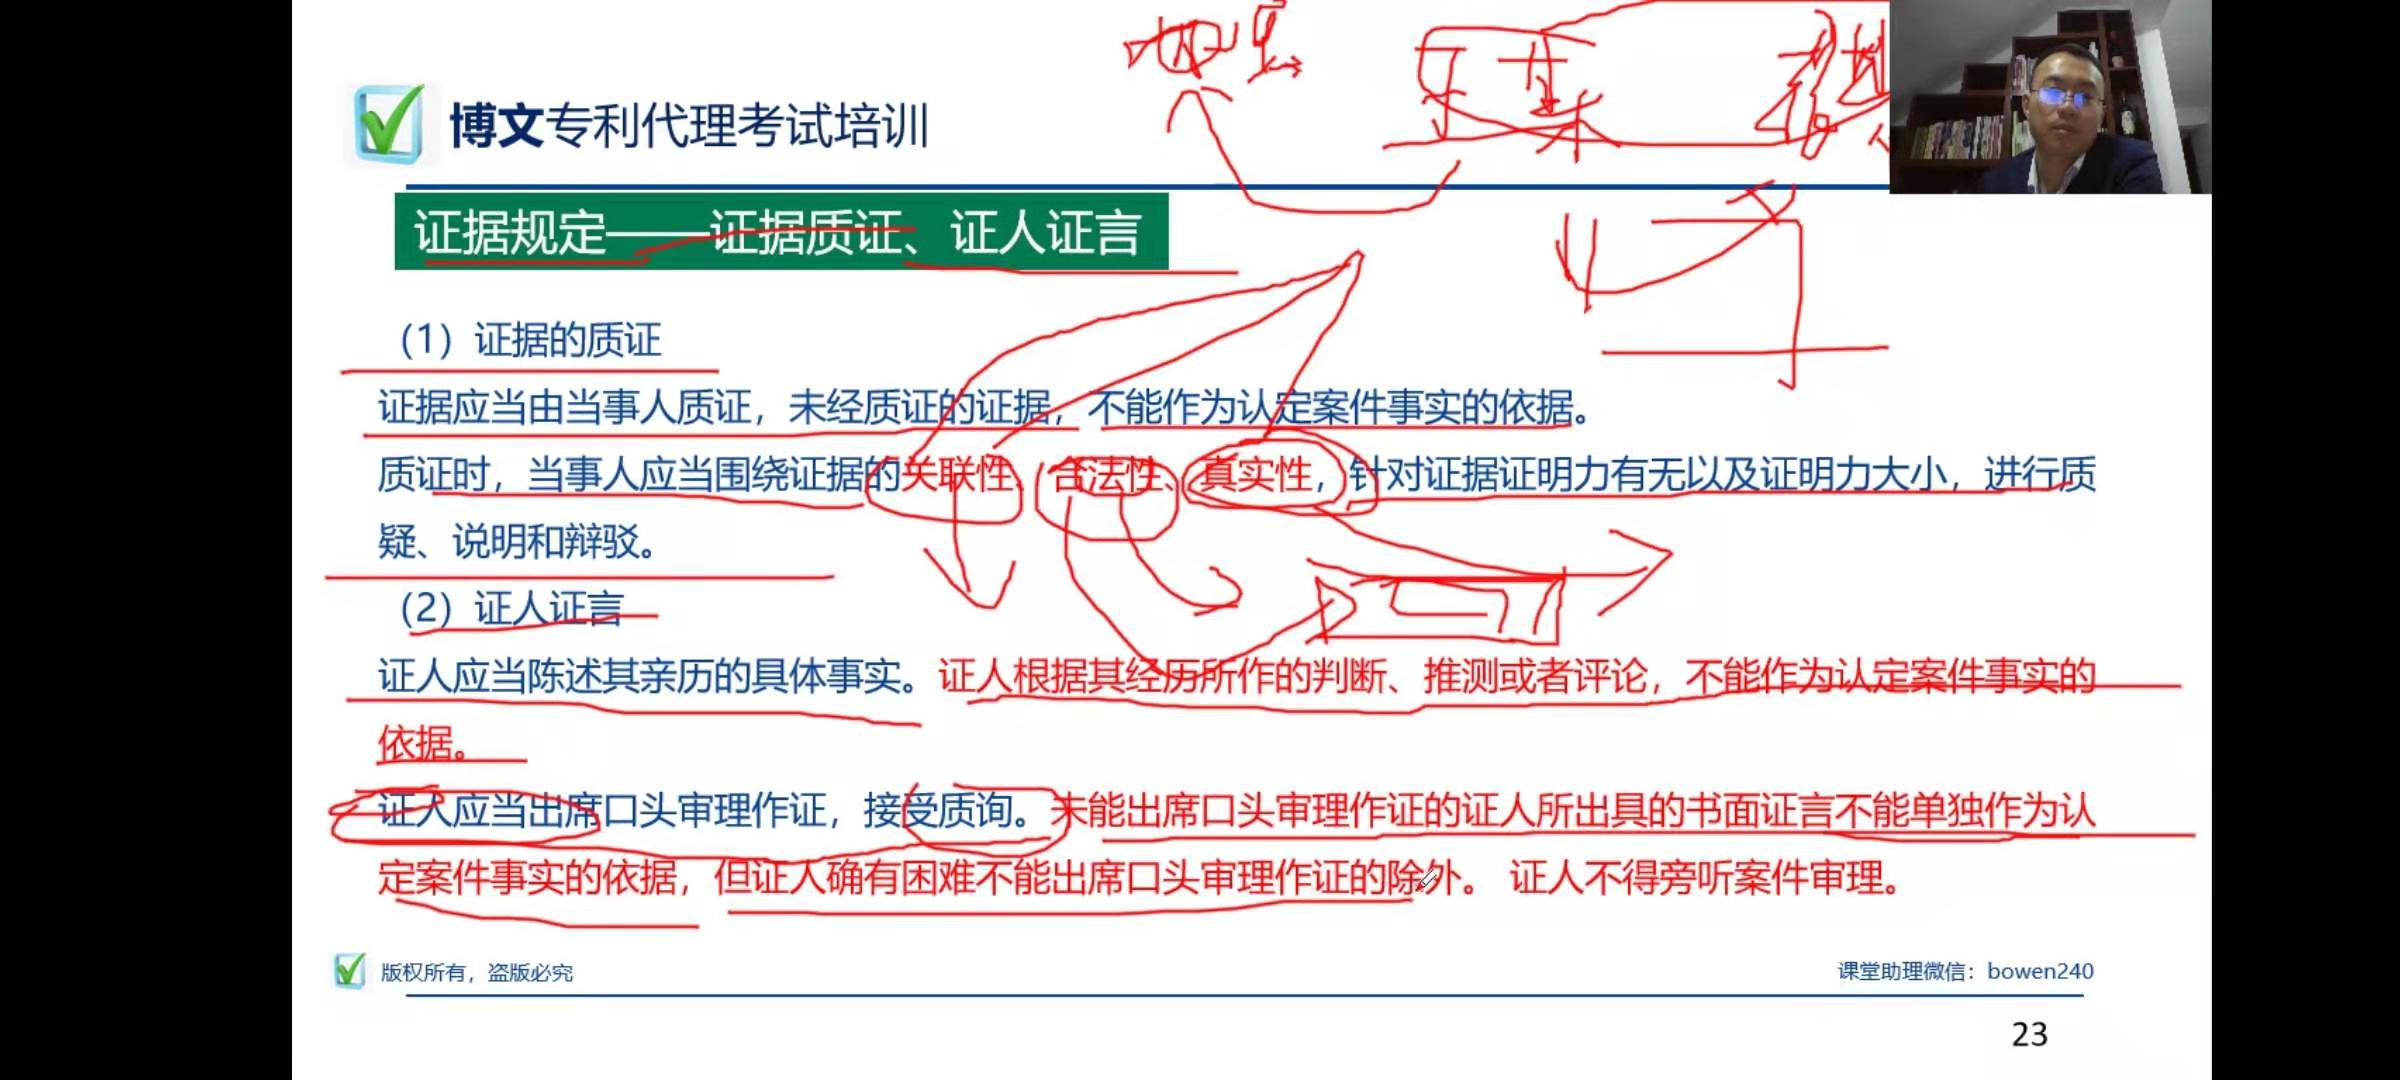 博文专利代理考试培训
证据规定——证据质证、证人证言
（1）证据的质证
证据应当由当事人质证，未经质证的证据，不能作为认定案件事实的依据。
质证时，当事人应当围绕证据的关联性、合法性、真实性，针对证据证明力有无以及证明力大小，进行质
疑、说明和辩驳。
（2）证人证言
证人应当陈述其亲历的具体事实。证人根据其经历所作的判断、推测或者评论，不能作为认定案件事实的
依据。
证人应当出席口头审理作证，接受质询。未能出席口头审理作证的证人所出具的书面证言不能单独作为认
定案件事实的依据，但证人确有困难不能出席口头审理作证的除外。 证人不得旁听案件审理。
版权所有，盗版必究
课堂助理微信：bowen240
23